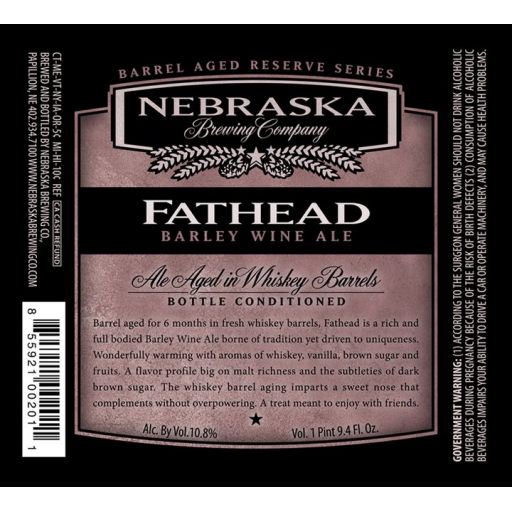 BARREL AGED RESERVE SERIES
NEBRASKA
Brewing Company
FATHEAD
BARLEY WINE ALE
Ale Aged in Whiskey Barrels
BOTTLE CONDITIONED
Barrel aged for 6 months in fresh whiskey barrels, Fathead is a rich and
full bodied Barley Wine Ale borne of tradition yet driven to uniqueness.
Wonderfully warming with aromas of whiskey, vanilla, brown sugar and
fruits. A flavor profile big on malt richness and the subtleties of dark
brown sugar. The whiskey barrel aging imparts a sweet nose that
complements without overpowering. A treat meant to enjoy with friends.
Alc. By Vol. 10.8%
Vol. 1 Pint 9.4 Fl. Oz.
CT-ME-VT-NY-IA-OR-5¢ MI-HI-10¢ REF CA CASH REFUND
BREWED AND BOTTLED BY NEBRASKA BREWING CO.,
PAPILLION, NE 402.934.7100 WWW.NEBRASKABREWINGCO.COM
8 55921 00201 1
GOVERNMENT WARNING: (1) ACCORDING TO THE SURGEON GENERAL WOMEN SHOULD NOT DRINK ALCOHOLIC
BEVERAGES DURING PREGNANCY BECAUSE OF THE RISK OF BIRTH DEFECTS (2) CONSUMPTION OF ALCOHOLIC
BEVERAGES IMPAIRS YOUR ABILITY TO DRIVE A CAR OR OPERATE MACHINERY, AND MAY CAUSE HEALTH PROBLEMS.